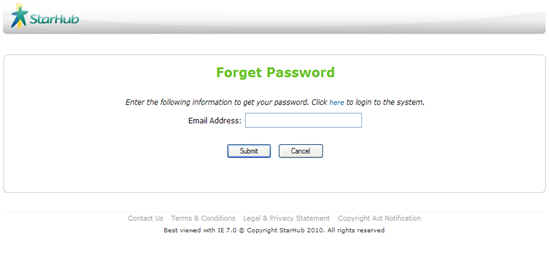 StarHub
Forget Password
Enter the following information to get your password. Click here to login to the system.
Email Address:
Submit Cancel
Contact Us Terms & Conditions Legal & Privacy Statement Copyright Act Notification
Best viewed with IE 7.0 © Copyright StarHub 2010. All rights reserved